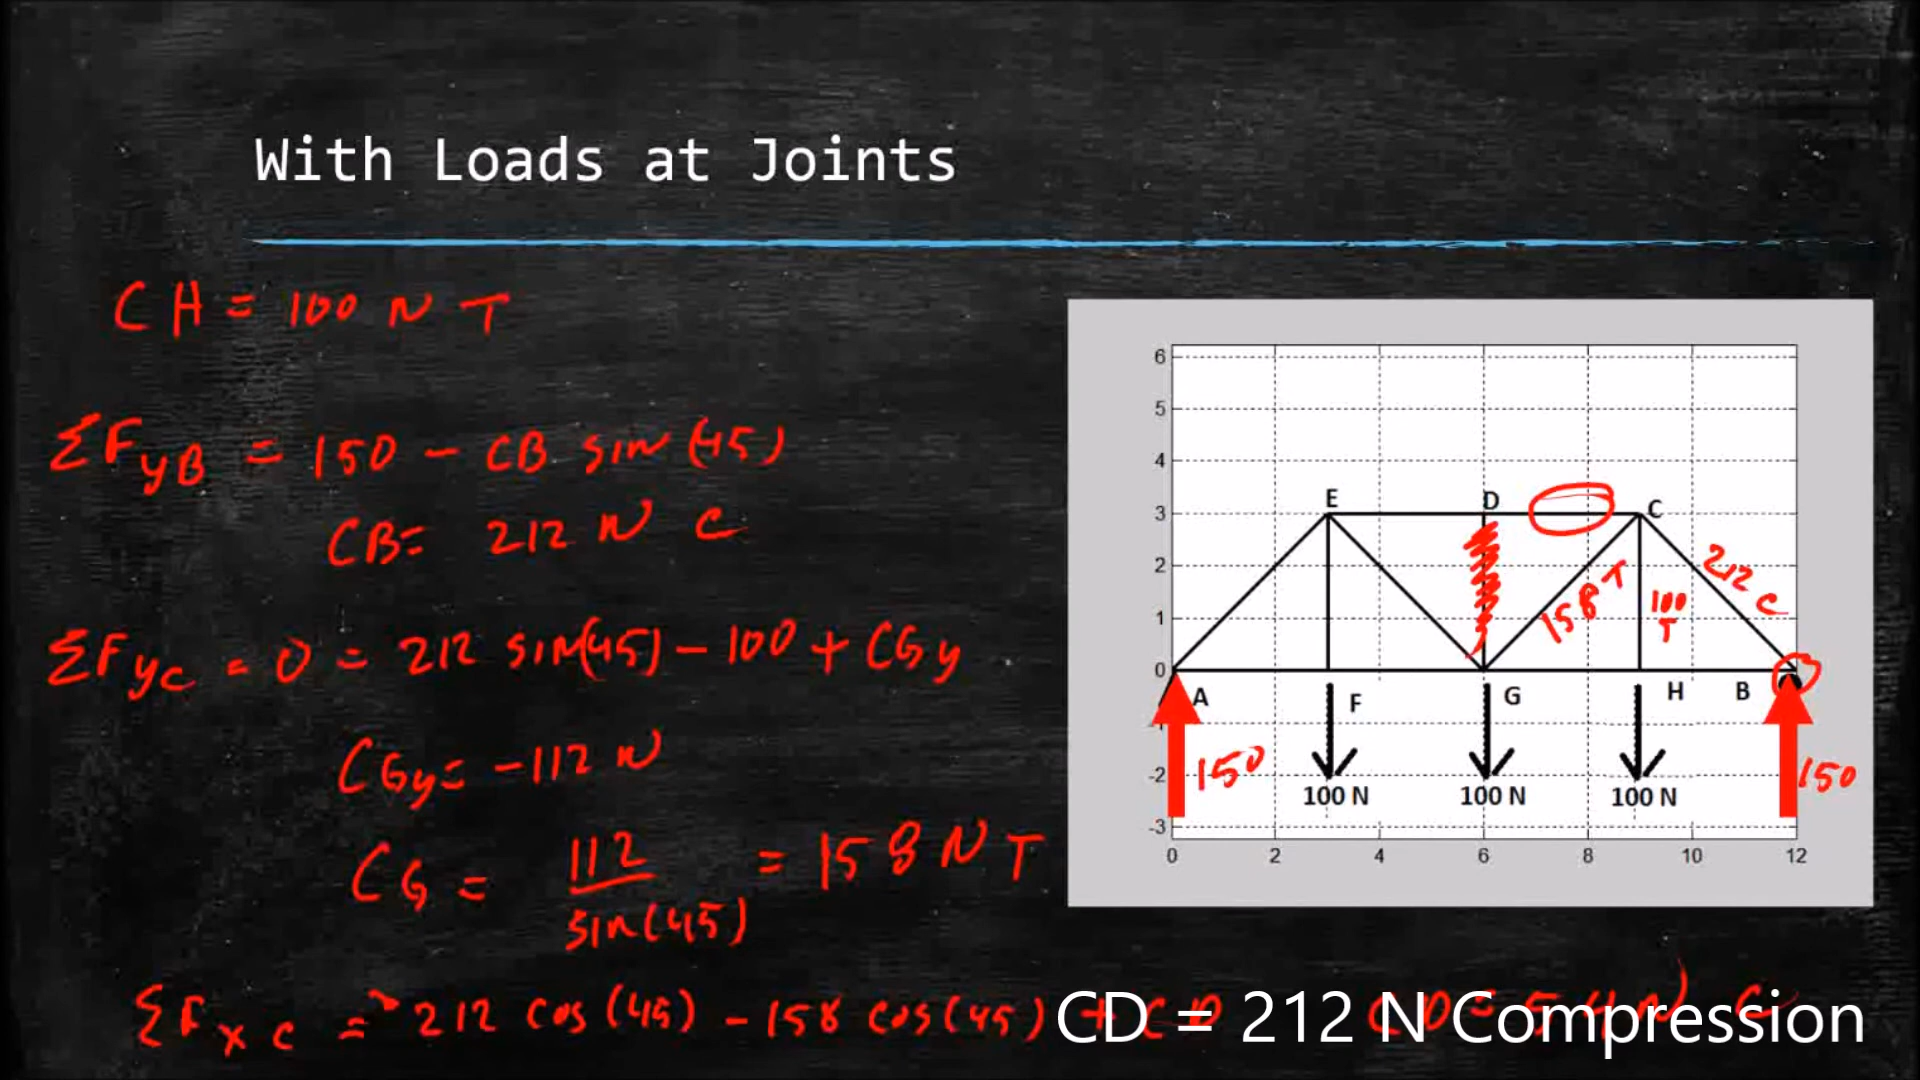 With Loads at Joints
CH = 100 N T
ΣFyB = 150 - CB sin(45)
CB= 212 N C
ΣFyC = 0 = 212 sin(45) - 100 + CGy
CGy= -112 N
CG = 112 / sin(45) = 158 N T
ΣFxC = -212 cos(45) - 158 cos(45) + CD
CD = 212 N Compression
6
5
4
3
2
1
0
-2
-3
0 2 4 6 8 10 12
E D C
A F G H B
212 C
158 T
100 T
150 150
100 N 100 N 100 N